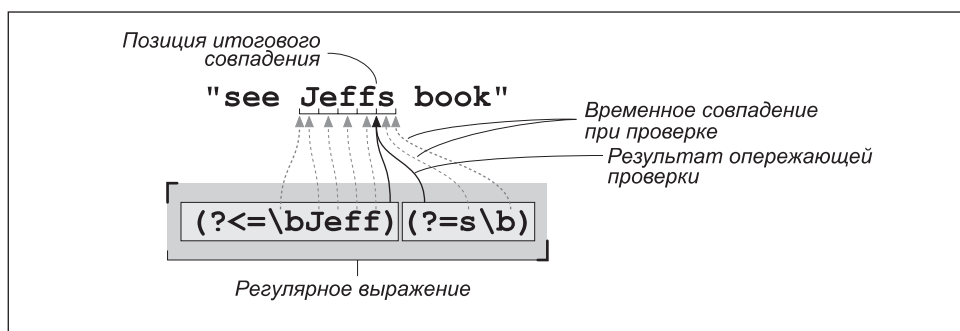 Позиция итогового
совпадения
"see Jeffs book"
Временное совпадение
при проверке
Результат опережающей
проверки
(?<=\bJeff)(?=s\b)
Регулярное выражение